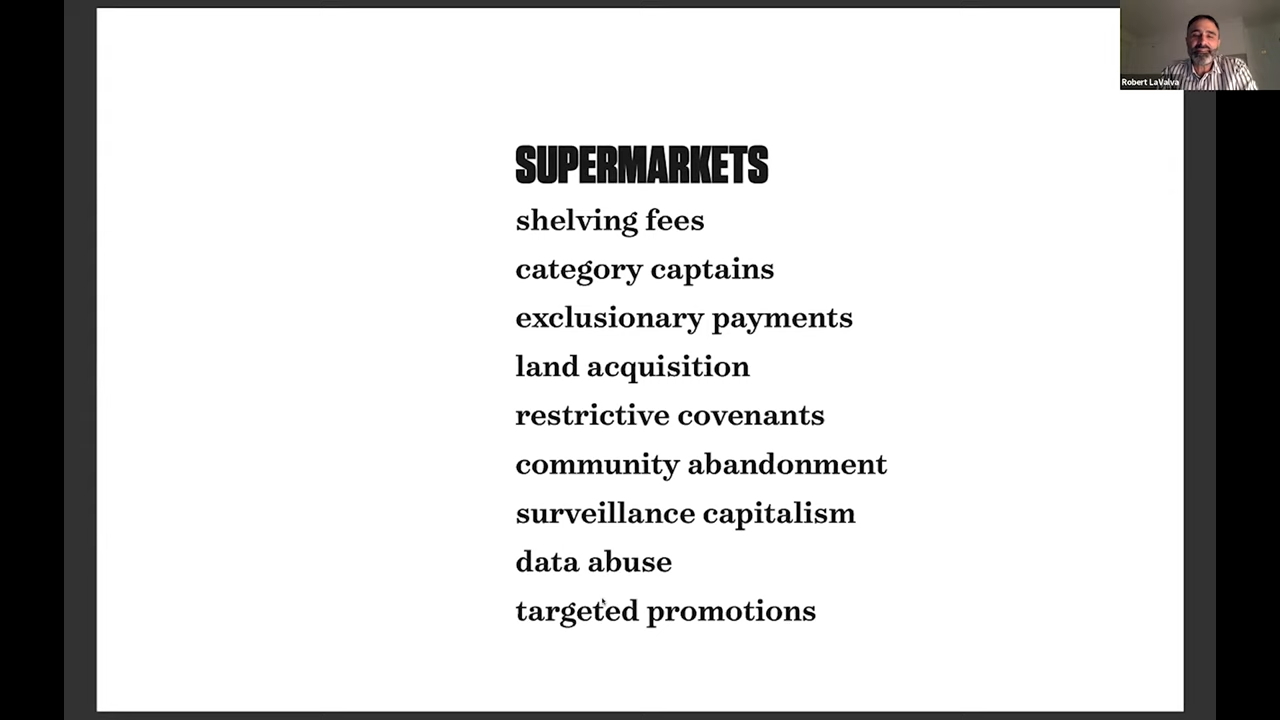 Robert LaValva
SUPERMARKETS
shelving fees
category captains
exclusionary payments
land acquisition
restrictive covenants
community abandonment
surveillance capitalism
data abuse
targeted promotions